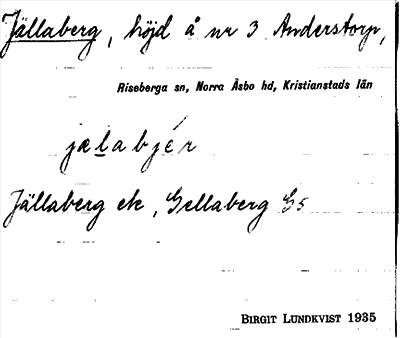 Jällaberg, höjd å nr 3 Anderstorp,
Riseberga sn, Norra Åsbo hd, Kristianstads län
jælabjér
Jällaberg ek, Gellaberg G5
BIRGIT LUNDKVIST 1935